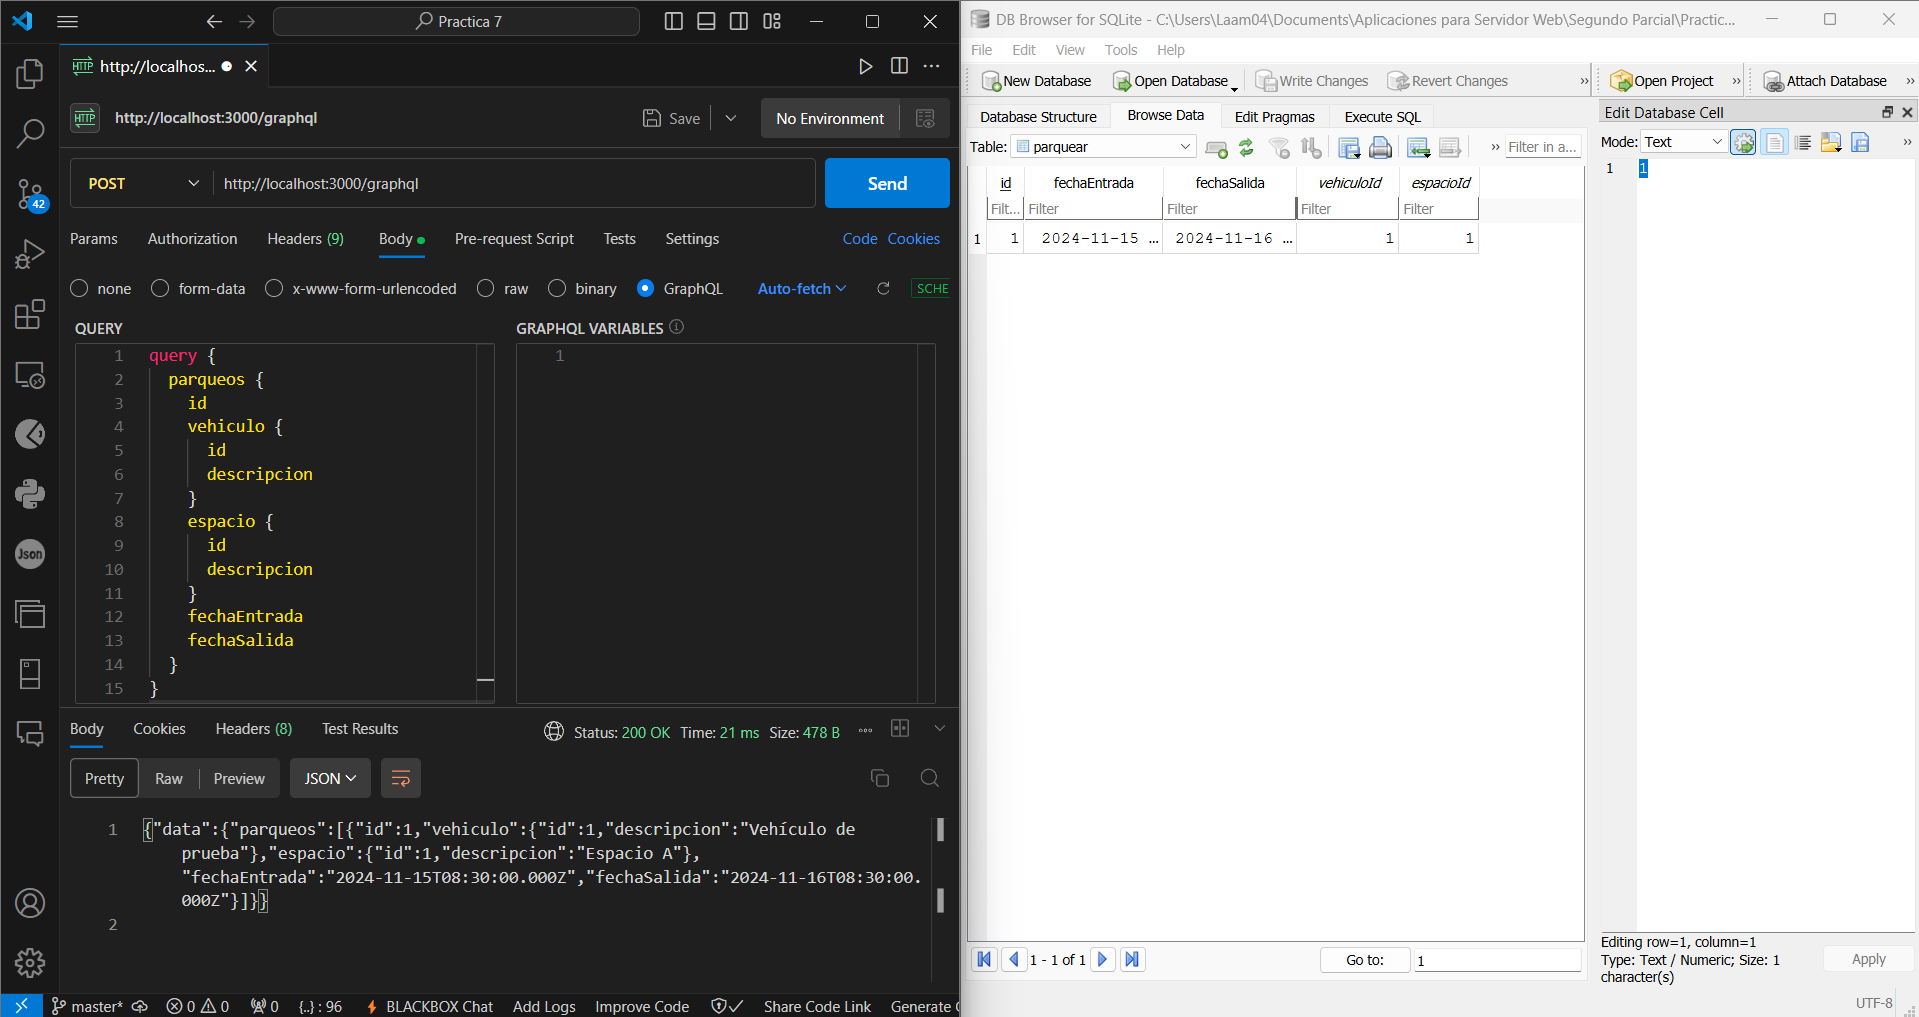 Practica 7
http://localhos...
http://localhost:3000/graphql
Save
No Environment
POST
http://localhost:3000/graphql
Send
Params
Authorization
Headers (9)
Body
Pre-request Script
Tests
Settings
Code
Cookies
none
form-data
x-www-form-urlencoded
raw
binary
GraphQL
Auto-fetch
SCHE
QUERY
1 query {
2 parqueos {
3 id
4 vehiculo {
5 id
6 descripcion
7 }
8 espacio {
9 id
10 descripcion
11 }
12 fechaEntrada
13 fechaSalida
14 }
15 }
GRAPHQL VARIABLES
1
Body
Cookies
Headers (8)
Test Results
Status: 200 OK Time: 21 ms Size: 478 B
Pretty
Raw
Preview
JSON
1 {"data":{"parqueos":[{"id":1,"vehiculo":{"id":1,"descripcion":"Vehículo de
prueba"},"espacio":{"id":1,"descripcion":"Espacio A"},
"fechaEntrada":"2024-11-15T08:30:00.000Z","fechaSalida":"2024-11-16T08:30:00.
000Z"}]}}
2
42
Json
master*
0
0
0
{..} : 96
BLACKBOX Chat
Add Logs
Improve Code
Share Code Link
Generate C
DB Browser for SQLite - C:\Users\Laam04\Documents\Aplicaciones para Servidor Web\Segundo Parcial\Practic...
File
Edit
View
Tools
Help
New Database
Open Database
Write Changes
Revert Changes
»
Open Project
»
Attach Database
»
Database Structure
Browse Data
Edit Pragmas
Execute SQL
Table:
parquear
»
Filter in a...
id fechaEntrada fechaSalida vehiculoId espacioId
Filt... Filter Filter Filter Filter
1 1 2024-11-15 ... 2024-11-16 ... 1 1
1 - 1 of 1
Go to:
1
Edit Database Cell
Mode:
Text
»
1 1
Editing row=1, column=1
Type: Text / Numeric; Size: 1
character(s)
Apply
UTF-8